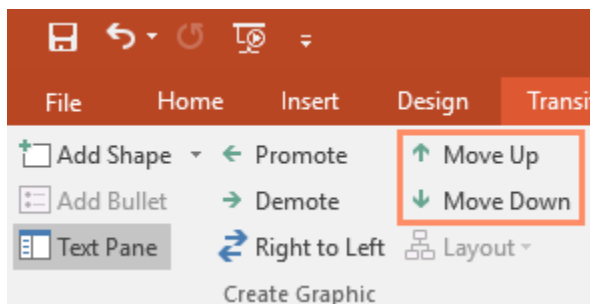 File Home Insert Design Transi
Add Shape Promote Move Up
Add Bullet Demote Move Down
Text Pane Right to Left Layout
Create Graphic